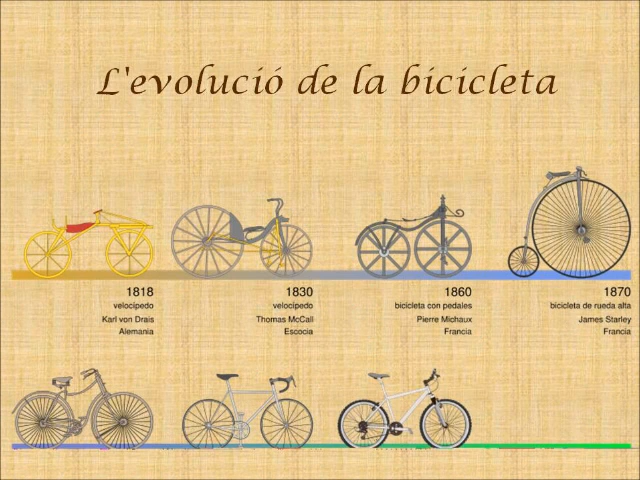 L'evolució de la bicicleta
1818 1830 1860 1870
velocípedo velocípedo bicicleta con pedales bicicleta de rueda alta
Karl von Drais Thomas McCall Pierre Michaux James Starley
Alemania Escocia Francia Francia